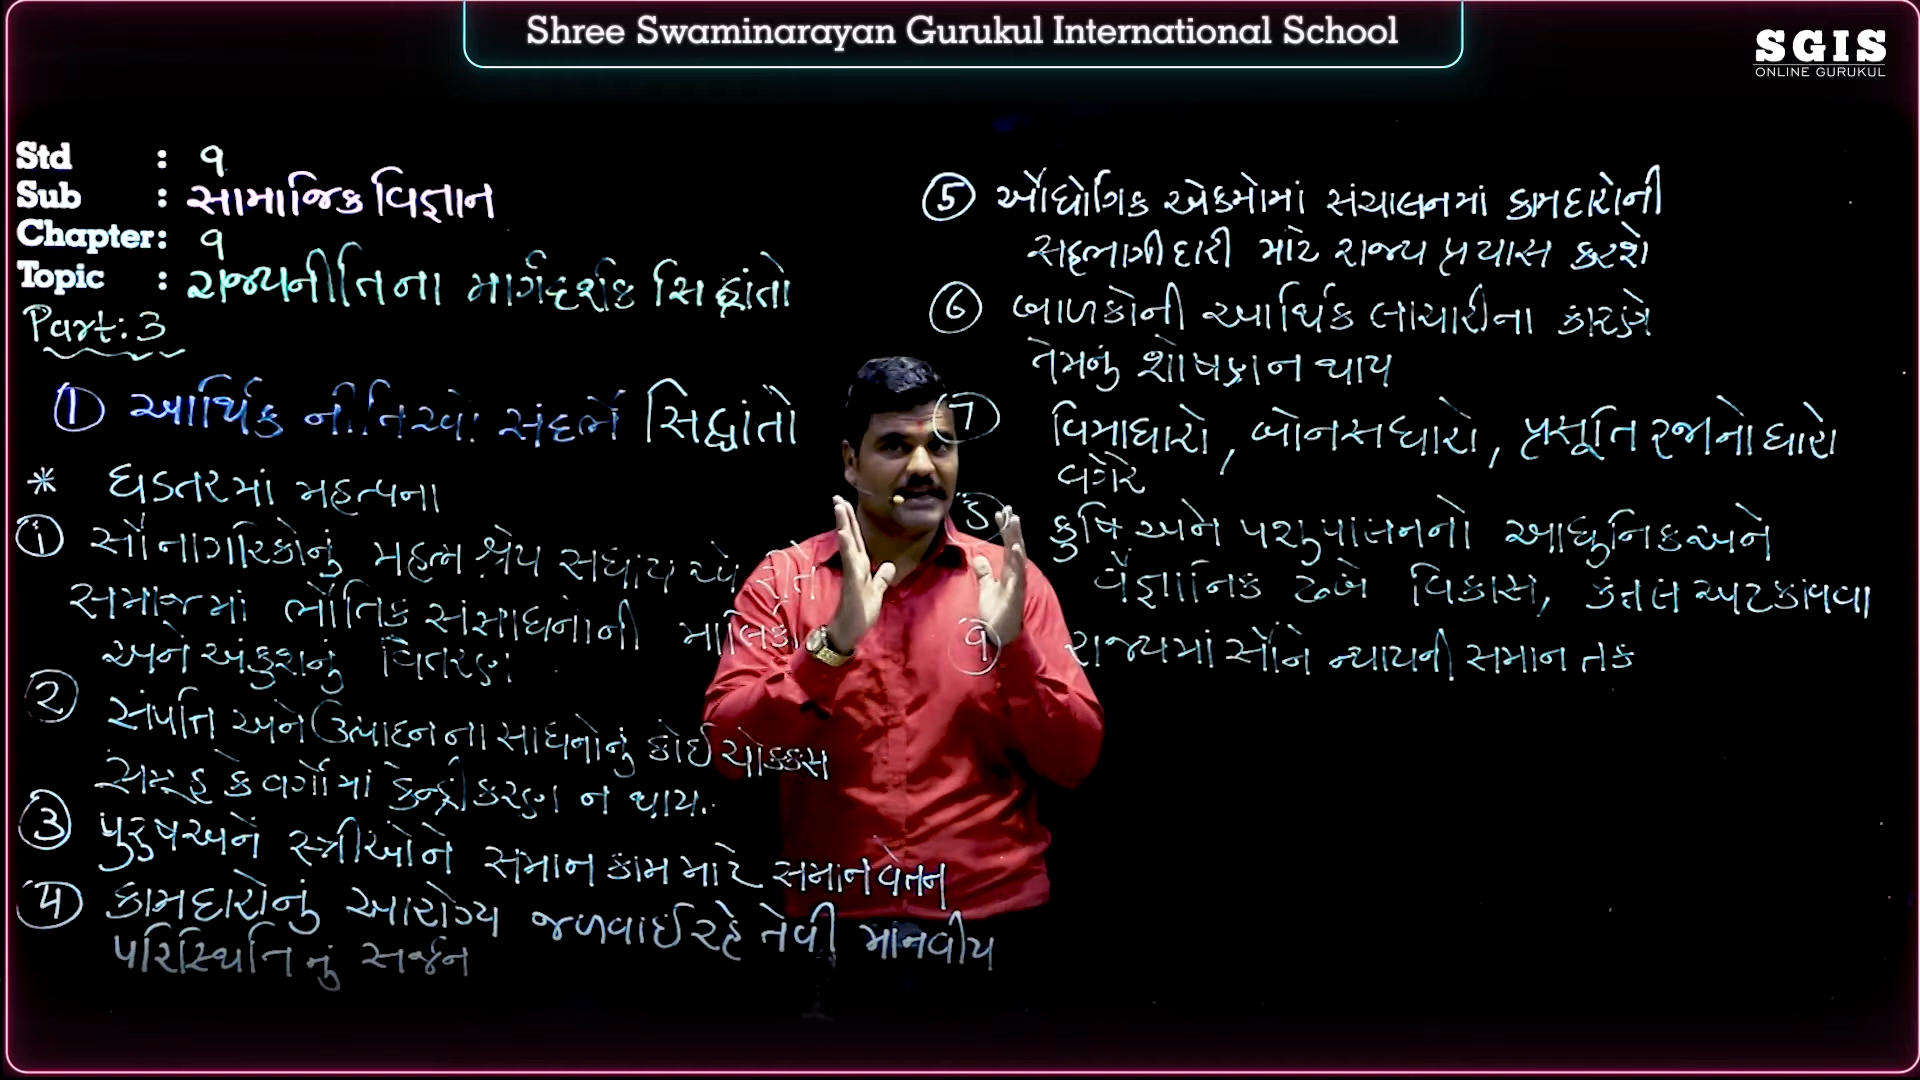 Shree Swaminarayan Gurukul International School
SGIS
ONLINE GURUKUL
Std : ૧
Sub : સામાજિક વિજ્ઞાન
Chapter: ૧
Topic : રાજ્યનીતિના માર્ગદર્શક સિદ્ધાંતો
Part: 3
① આર્થિક નીતિઓ સંદર્ભે સિદ્ધાંતો
* ઘડતરમાં મહત્વના
① સૌ નાગરિકોનું મહત્મ શ્રેય સધાય એ રીતે
સમાજમાં ભૌતિક સંસાધનોની માલિકી
અને અંકુશનું વિતરણ
② સંપત્તિ અને ઉત્પાદનના સાધનોનું કોઈ ચોક્કસ
સમૂહ કે વર્ગોમાં કેન્દ્રીકરણ ન થાય.
③ પુરુષ અને સ્ત્રીઓને સમાન કામ માટે સમાન વેતન
④ કામદારોનું આરોગ્ય જળવાઈ રહે તેવી માનવીય
પરિસ્થિતિનું સર્જન
⑤ ઔદ્યોગિક એકમોમાં સંચાલનમાં કામદારોની
સહભાગીદારી માટે રાજ્ય પ્રયાસ કરશે
⑥ બાળકોની આર્થિક લાચારીના કારણે
તેમનું શોષણ ન થાય
⑦ વિમાધારો, બોનસધારો, પ્રસૂતિ રજાનો ધારો
વગેરે
કૃષિ અને પશુપાલનનો આધુનિક અને
વૈજ્ઞાનિક ઢબે વિકાસ, કતલ અટકાવવા
૯ રાજ્યમાં સૌને ન્યાયની સમાન તક